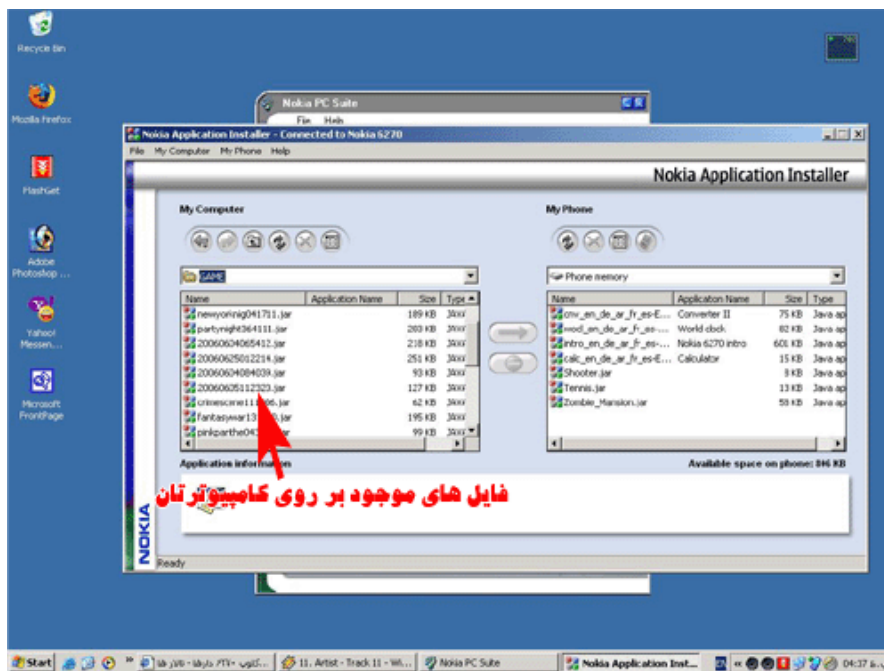 Recycle Bin
Mozilla Firefox
FlashGet
Adobe Photoshop ...
Yahoo! Messen...
Microsoft FrontPage
Nokia PC Suite
File Help
Nokia Application Installer - Connected to Nokia 6270
File My Computer My Phone Help
Nokia Application Installer
My Computer
GAME
Name Application Name Size Type
newyorknig041711.jar 189 KB
partynight364111.jar 203 KB
20060604065412.jar 218 KB
20060625012214.jar 251 KB
20060604084039.jar 93 KB
20060605112323.jar 127 KB
62 KB
195 KB
99 KB
My Phone
Phone memory
Name Application Name Size Type
cnv_en_de_ar_fr_es-E... Converter II 75 KB Java ap
wod_en_de_ar_fr_es-... World clock 82 KB Java ap
intro_en_de_ar_fr_es-... Nokia 6270 intro 601 KB Java ap
calc_en_de_ar_fr_es-E... Calculator 15 KB Java ap
Shooter.jar 9 KB Java ap
Tennis.jar 13 KB Java ap
Zombie_Mansion.jar 58 KB Java ap
Application information
Available space on phone: 846 KB
فایل های موجود بر روی کامپیوترتان
NOKIA
Ready
Start
11. Artist - Track 11 - Wi...
Nokia PC Suite
Nokia Application Inst...
EN
04:37